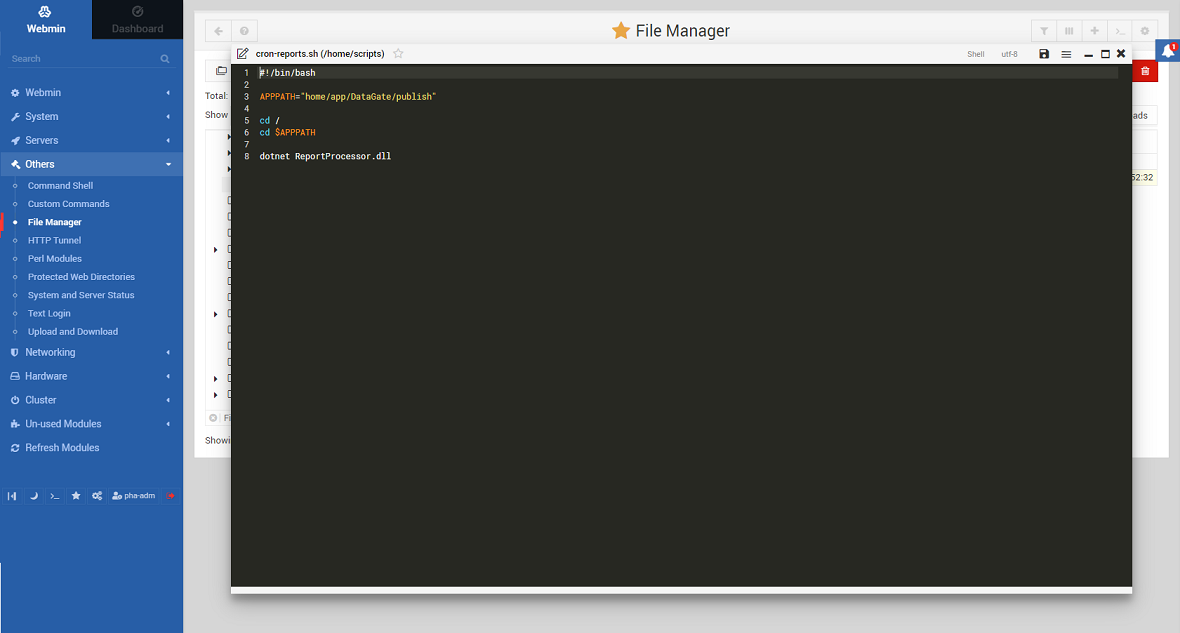 Webmin
Dashboard
Search
Webmin
System
Servers
Others
Command Shell
Custom Commands
File Manager
HTTP Tunnel
Perl Modules
Protected Web Directories
System and Server Status
Text Login
Upload and Download
Networking
Hardware
Cluster
Un-used Modules
Refresh Modules
pha-adm
File Manager
1
Total:
Show
ads
52:32
Fi
Showi
cron-reports.sh (/home/scripts)
Shell utf-8
1 #!/bin/bash
2
3 APPPATH="home/app/DataGate/publish"
4
5 cd /
6 cd $APPPATH
7
8 dotnet ReportProcessor.dll